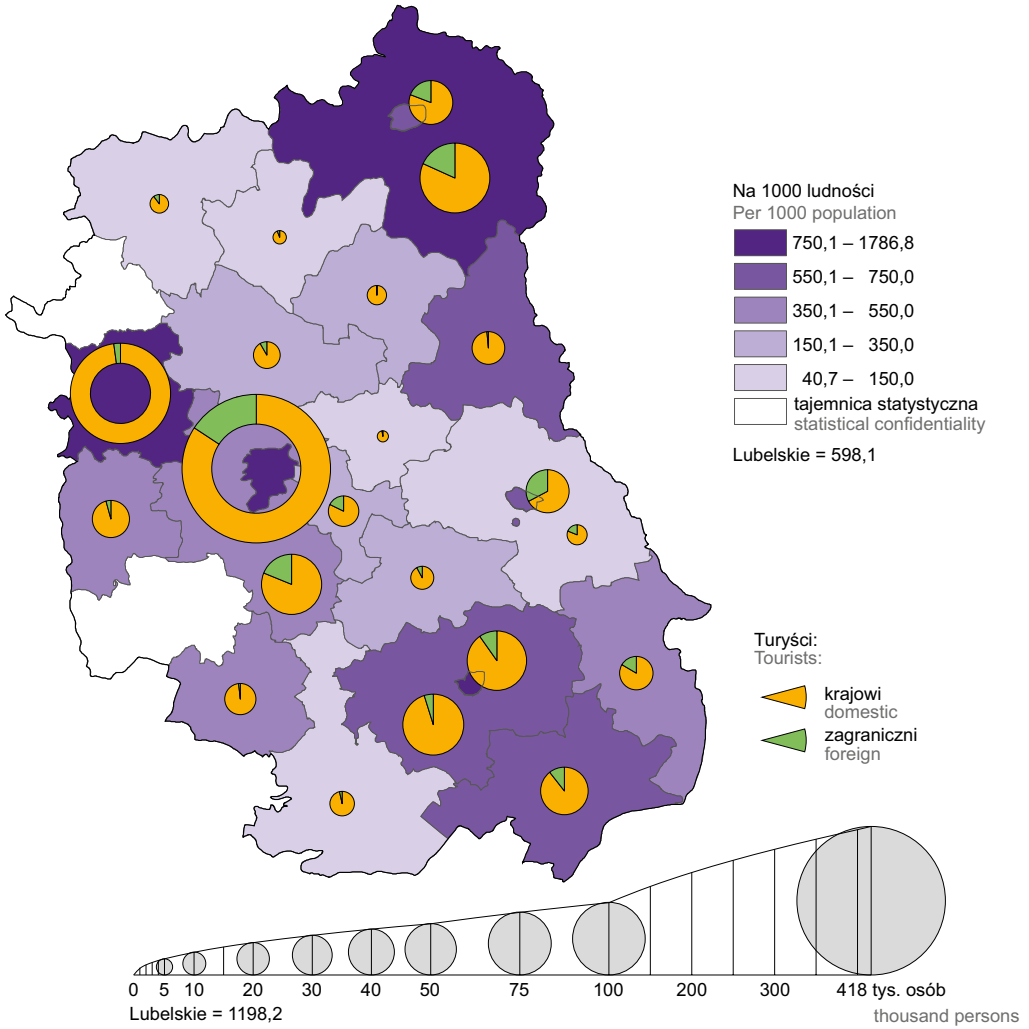 Na 1000 ludności
Per 1000 population
750,1 – 1786,8
550,1 – 750,0
350,1 – 550,0
150,1 – 350,0
40,7 – 150,0
tajemnica statystyczna
statistical confidentiality
Lubelskie = 598,1
Turyści:
Tourists:
krajowi
domestic
zagraniczni
foreign
0 5 10 20 30 40 50 75 100 200 300 418 tys. osób
Lubelskie = 1198,2
thousand persons